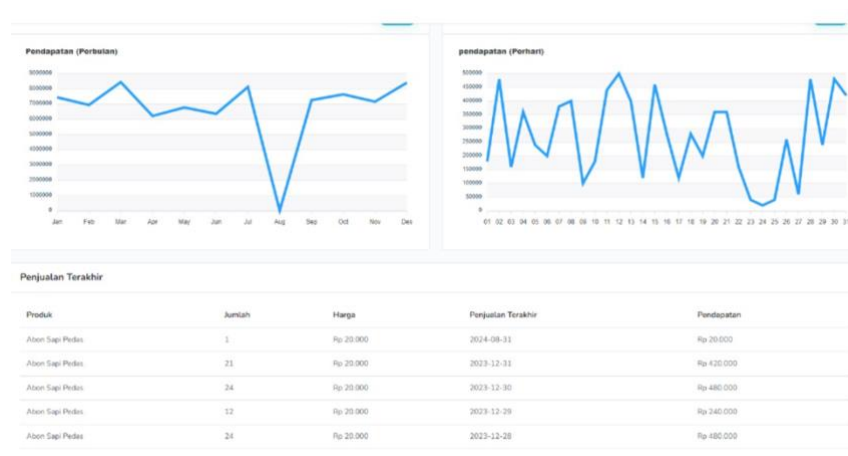 Pendapatan (Perbulan)
9000000
8000000
7000000
6000000
5000000
4000000
3000000
2000000
1000000
0
Jan Feb Mar Apr May Jun Jul Aug Sep Oct Nov Des
pendapatan (Perhari)
500000
450000
400000
350000
300000
250000
200000
150000
100000
50000
0
01 02 03 04 05 06 07 08 09 10 11 12 13 14 15 16 17 18 19 20 21 22 23 24 25 26 27 28 29 30 31
Penjualan Terakhir
Produk Jumlah Harga Penjualan Terakhir Pendapatan
Abon Sapi Pedas 1 Rp 20.000 2024-08-31 Rp 20.000
Abon Sapi Pedas 21 Rp 20.000 2023-12-31 Rp 420.000
Abon Sapi Pedas 24 Rp 20.000 2023-12-30 Rp 480.000
Abon Sapi Pedas 12 Rp 20.000 2023-12-29 Rp 240.000
Abon Sapi Pedas 24 Rp 20.000 2023-12-28 Rp 480.000